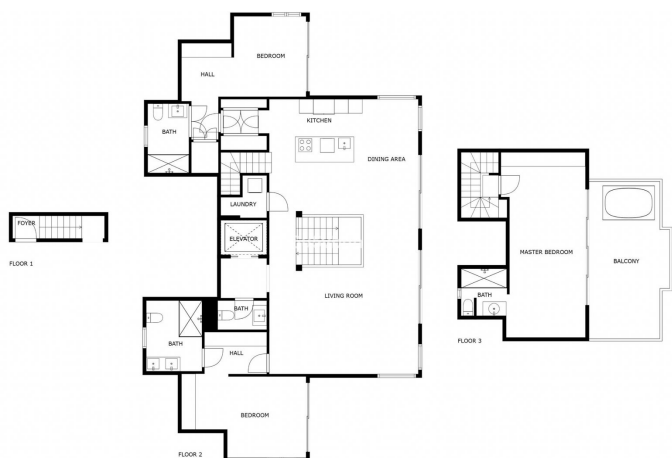 BEDROOM
HALL
KITCHEN
BATH
DINING AREA
LAUNDRY
FOYER
ELEVATOR
FLOOR 1
MASTER BEDROOM
BALCONY
LIVING ROOM
BATH
BATH
BATH
FLOOR 3
HALL
BEDROOM
FLOOR 2